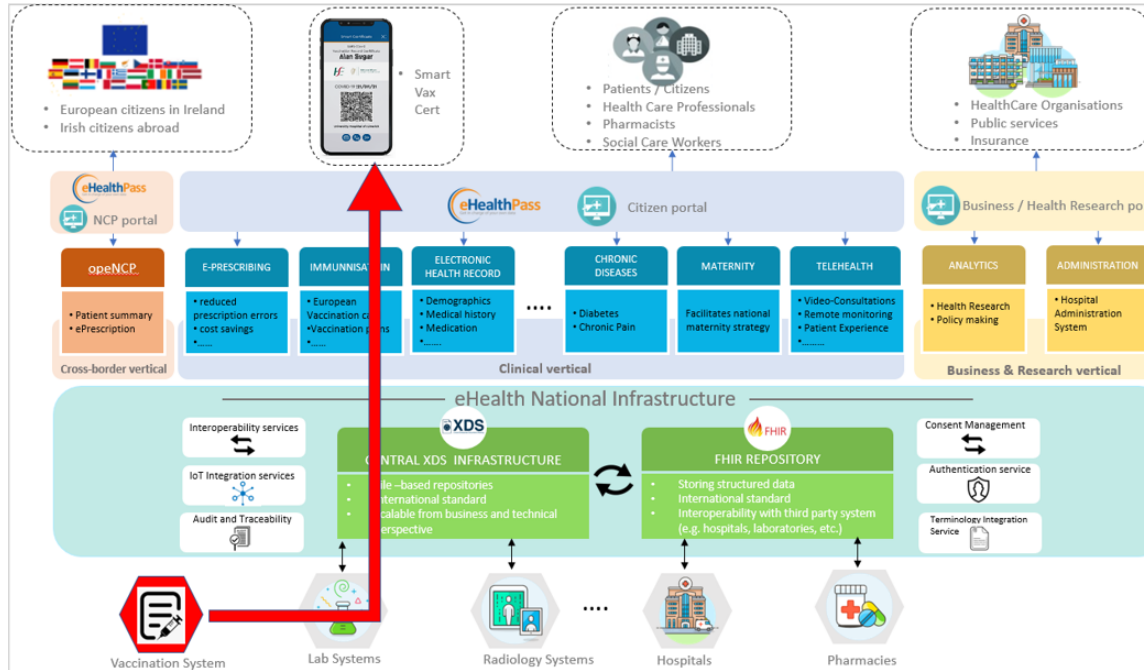 • European citizens in Ireland
• Irish citizens abroad
Alan Sugar
• Smart
Vax
Cert
• Patients / Citizens
• Health Care Professionals
• Pharmacists
• Social Care Workers
• HealthCare Organisations
• Public services
• Insurance
eHealthPass
NCP portal
eHealthPass
Citizen portal
Business / Health Research po
openNCP
• Patient summary
• ePrescription
Cross-border vertical
E-PRESCRIBING
• reduced
prescription errors
• cost savings
•......
• European
•......
ELECTRONIC
HEALTH RECORD
• Demographics
• Medical history
• Medication
•.......
....
CHRONIC
DISEASES
• Diabetes
• Chronic Pain
MATERNITY
Facilitates national
maternity strategy
TELEHEALTH
• Video-Consultations
• Remote monitoring
• Patient Experience
•.........
Clinical vertical
ANALYTICS
• Health Research
• Policy making
ADMINISTRATION
• Hospital
Administration
System
Business & Research vertical
eHealth National Infrastructure
Interoperability services
IoT Integration services
Audit and Traceability
XDS
XDS INFRASTRUCTURE
–based repositories
standard
from business and technical
FHIR
FHIR REPOSITORY
• Storing structured data
• International standard
• Interoperability with third party system
(e.g. hospitals, laboratories, etc.)
Consent Management
Authentication service
Terminology Integration
Service
Vaccination System
Lab Systems
Radiology Systems
....
Hospitals
Pharmacies